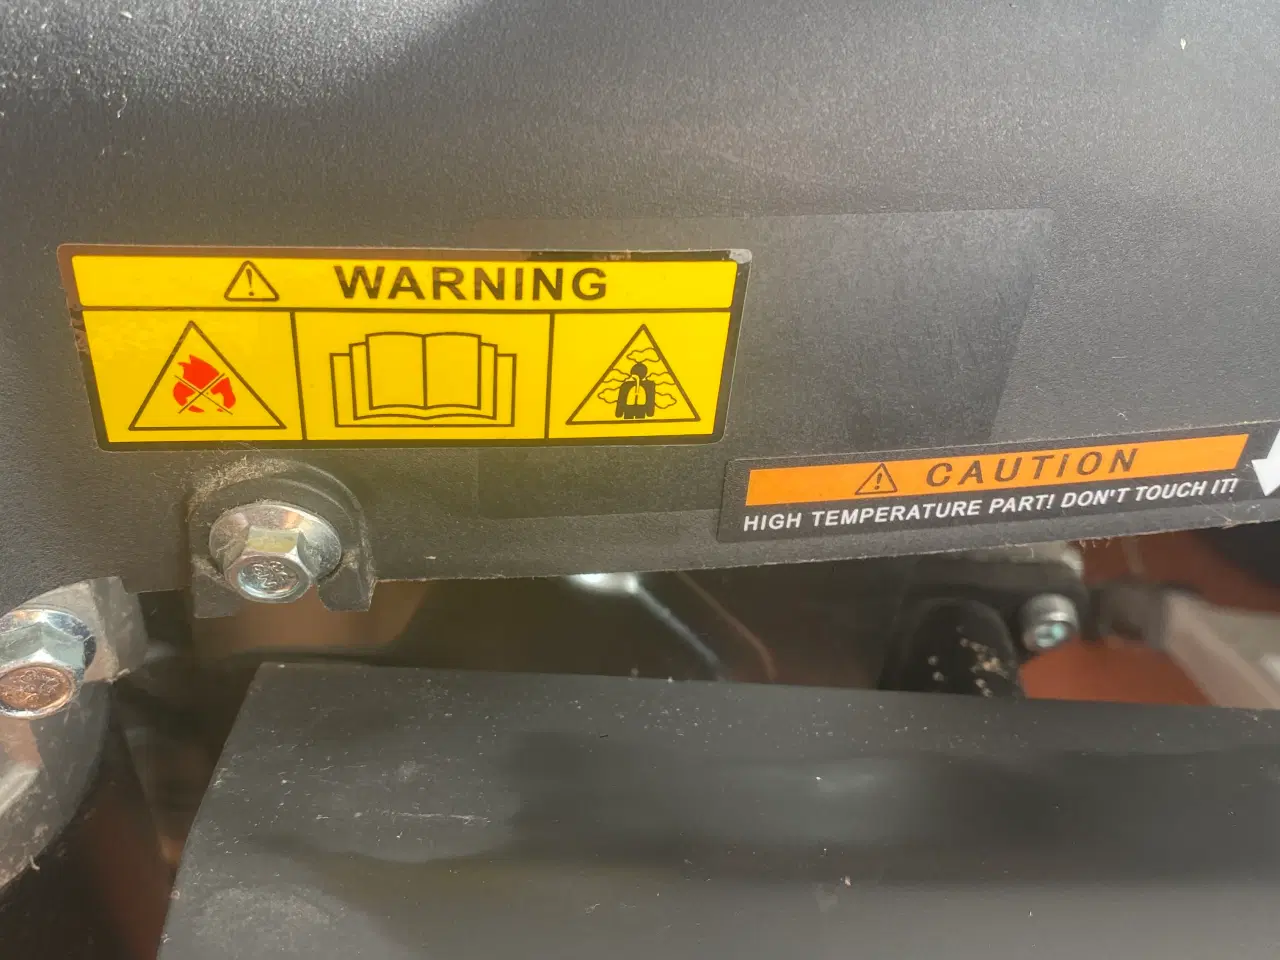 WARNING
CAUTION
HIGH TEMPERATURE PART! DON'T TOUCH IT!